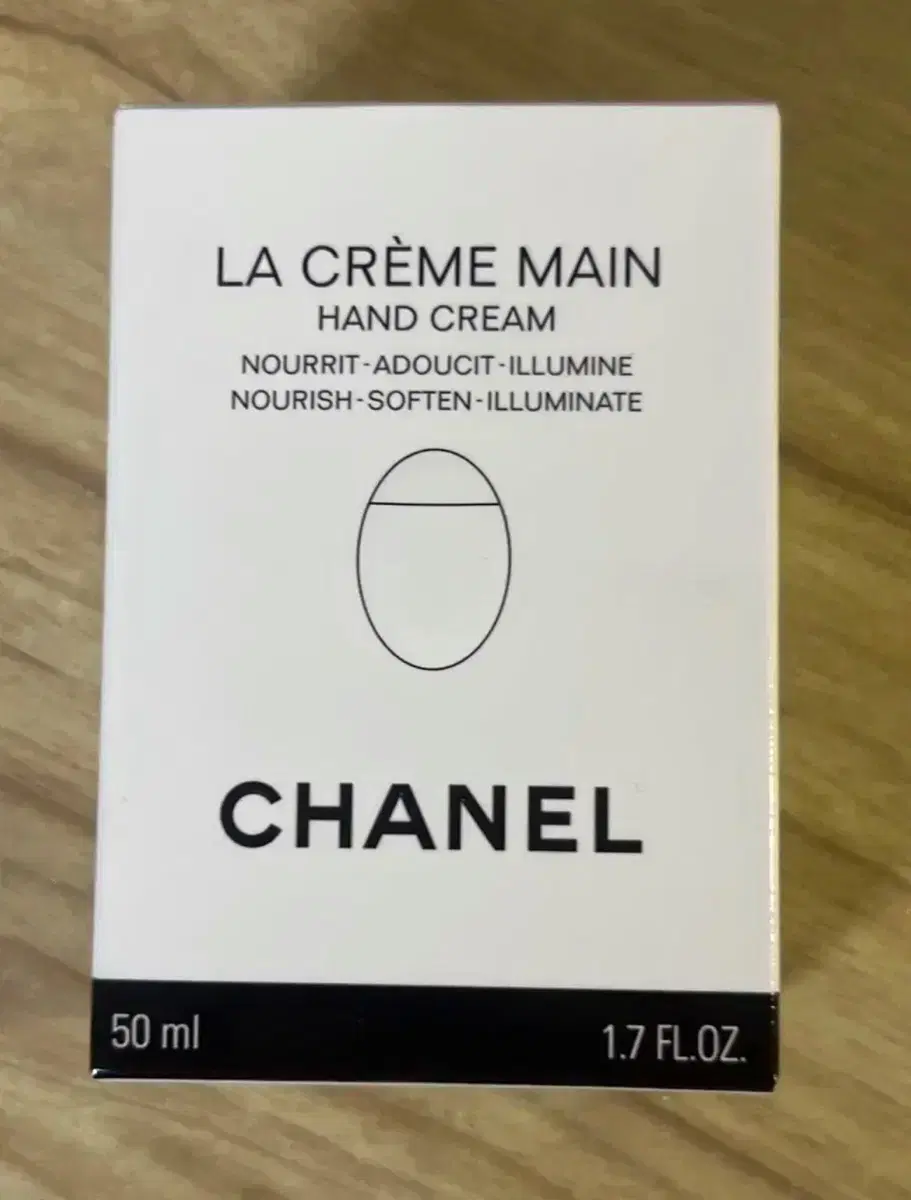 LA CRÈME MAIN
HAND CREAM
NOURRIT-ADOUCIT-ILLUMINE
NOURISH-SOFTEN-ILLUMINATE
CHANEL
50 ml
1.7 FL.OZ.